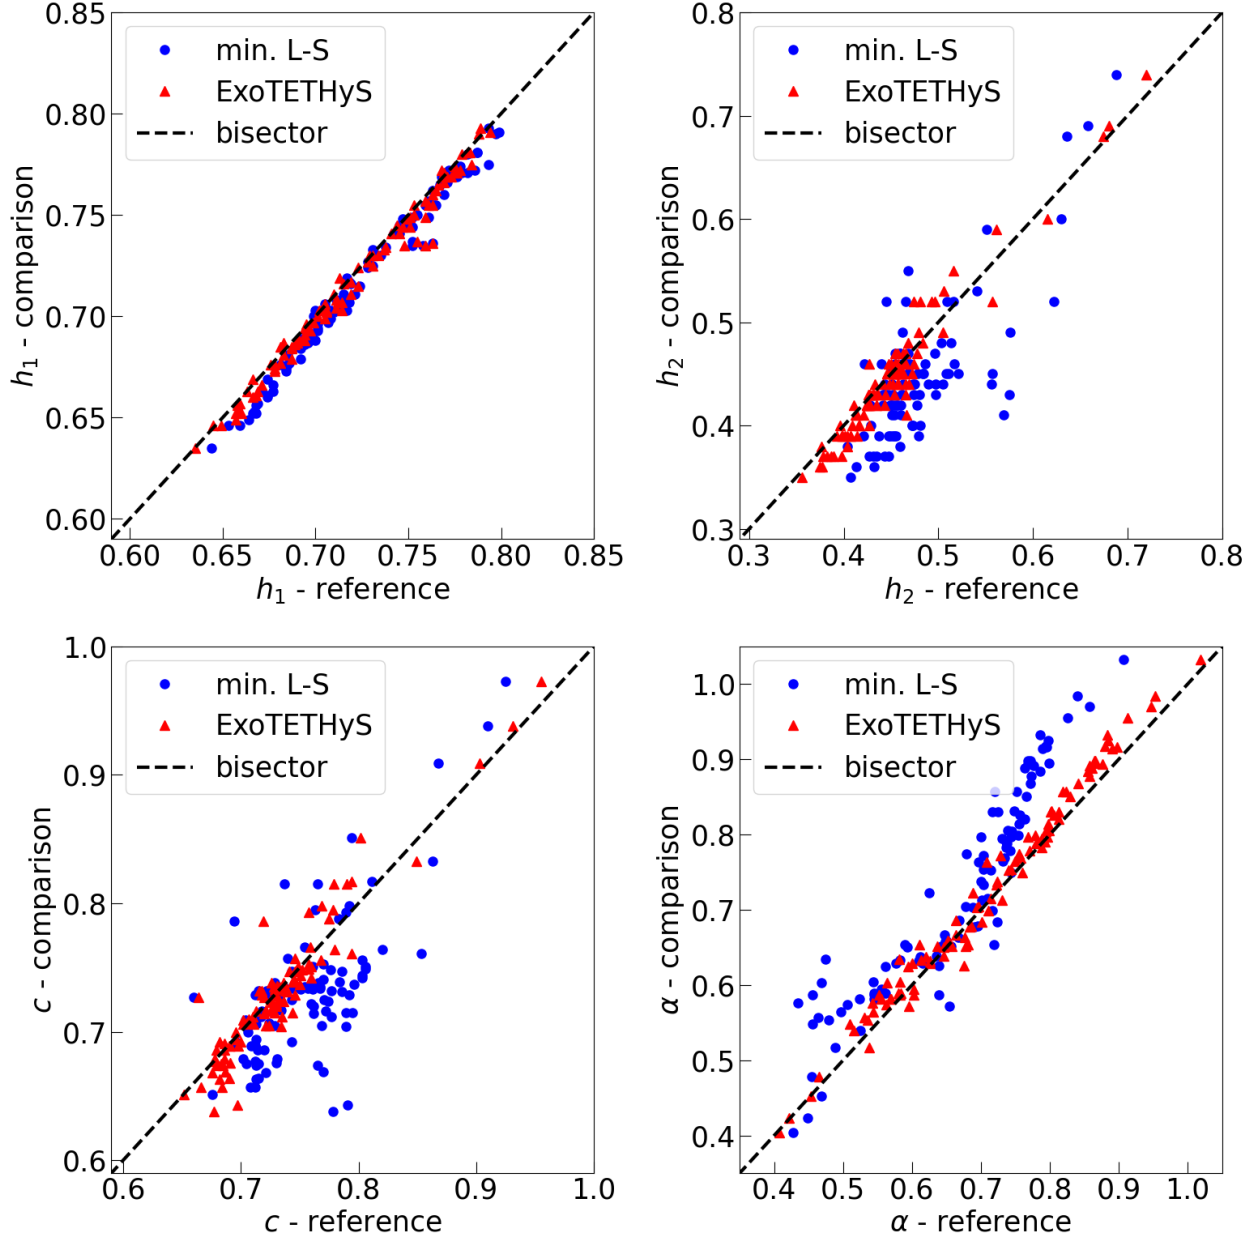 0.85
0.80
0.75
0.70
0.65
0.60
h₁ - comparison
min. L-S
ExoTETHyS
bisector
0.60 0.65 0.70 0.75 0.80 0.85
h₁ - reference
0.8
0.7
0.6
0.5
0.4
0.3
h₂ - comparison
min. L-S
ExoTETHyS
bisector
0.3 0.4 0.5 0.6 0.7 0.8
h₂ - reference
1.0
0.9
0.8
0.7
0.6
c - comparison
min. L-S
ExoTETHyS
bisector
0.6 0.7 0.8 0.9 1.0
c - reference
1.0
0.9
0.8
0.7
0.6
0.5
0.4
α - comparison
min. L-S
ExoTETHyS
bisector
0.4 0.5 0.6 0.7 0.8 0.9 1.0
α - reference